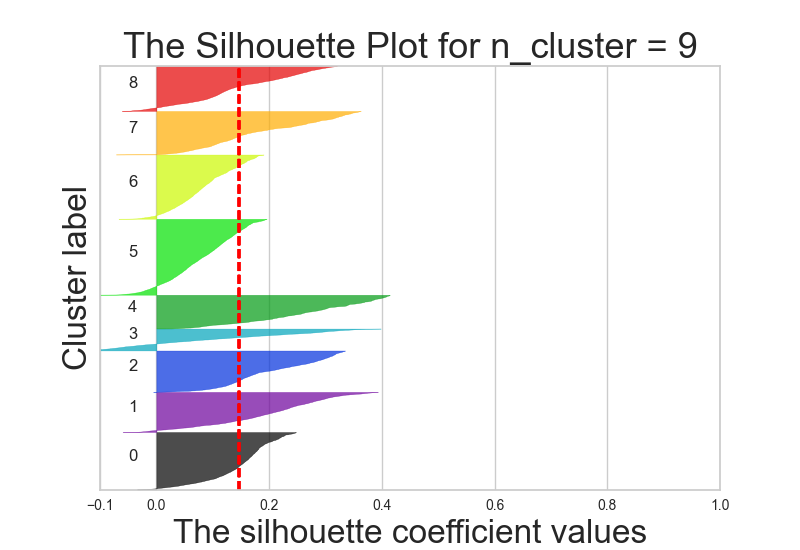 The Silhouette Plot for n_cluster = 9
Cluster label
8
7
6
5
4
3
2
1
0
−0.1 0.0 0.2 0.4 0.6 0.8 1.0
The silhouette coefficient values